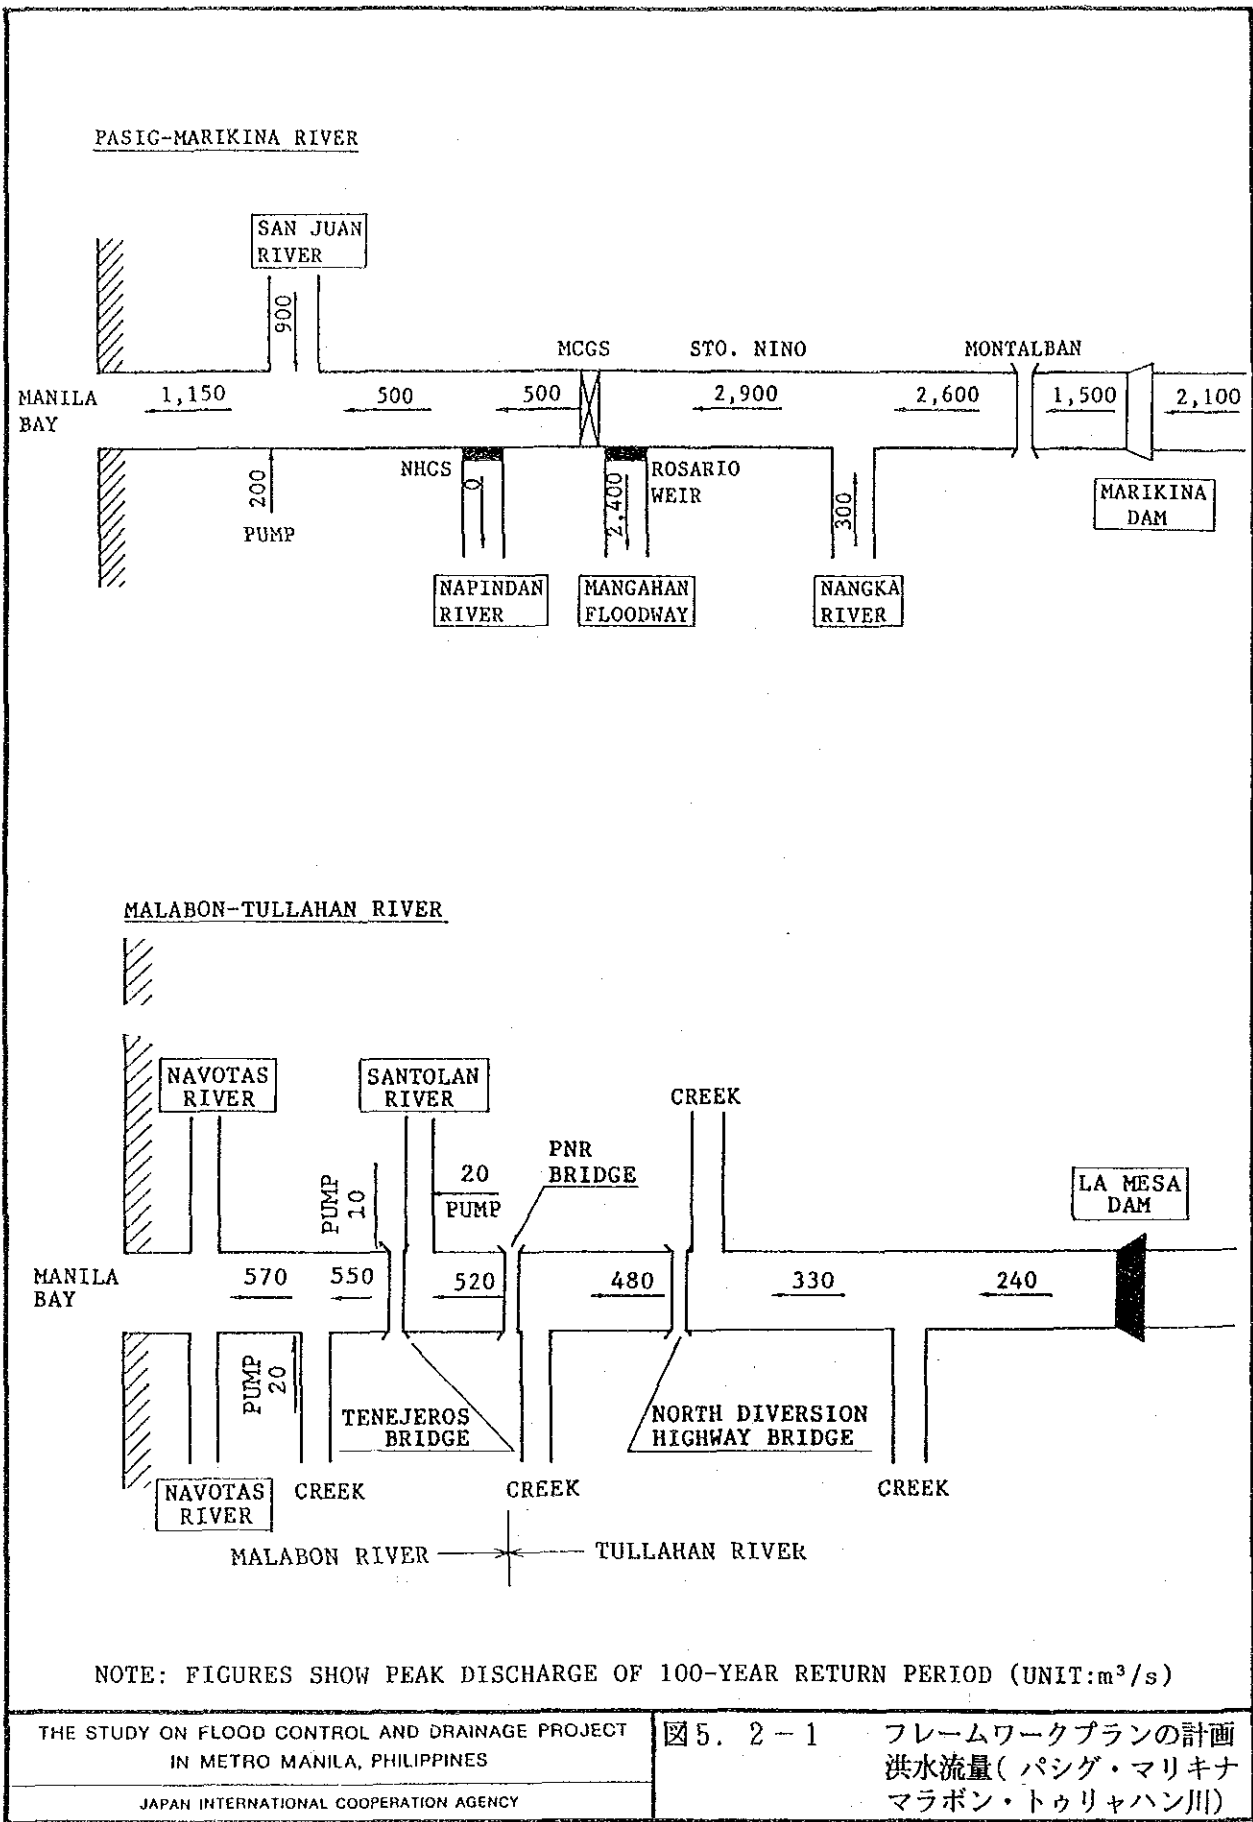 PASIG-MARIKINA RIVER
SAN JUAN
RIVER
900
MCGS
STO. NINO
MONTALBAN
MANILA
BAY
1,150
500
500
2,900
2,600
1,500
2,100
200
PUMP
NHCS
0
2,400
ROSARIO
WEIR
300
MARIKINA
DAM
NAPINDAN
RIVER
MANGAHAN
FLOODWAY
NANGKA
RIVER
MALABON-TULLAHAN RIVER
NAVOTAS
RIVER
SANTOLAN
RIVER
CREEK
PNR
BRIDGE
PUMP
10
20
PUMP
LA MESA
DAM
MANILA
BAY
570
550
520
480
330
240
PUMP
20
TENEJEROS
BRIDGE
NORTH DIVERSION
HIGHWAY BRIDGE
NAVOTAS
RIVER
CREEK
CREEK
CREEK
MALABON RIVER
TULLAHAN RIVER
NOTE: FIGURES SHOW PEAK DISCHARGE OF 100-YEAR RETURN PERIOD (UNIT:m³/s)
THE STUDY ON FLOOD CONTROL AND DRAINAGE PROJECT
IN METRO MANILA, PHILIPPINES
JAPAN INTERNATIONAL COOPERATION AGENCY
図5. 2-1 フレームワークプランの計画
洪水流量( パシグ・マリキナ
マラボン・トゥリャハン川)